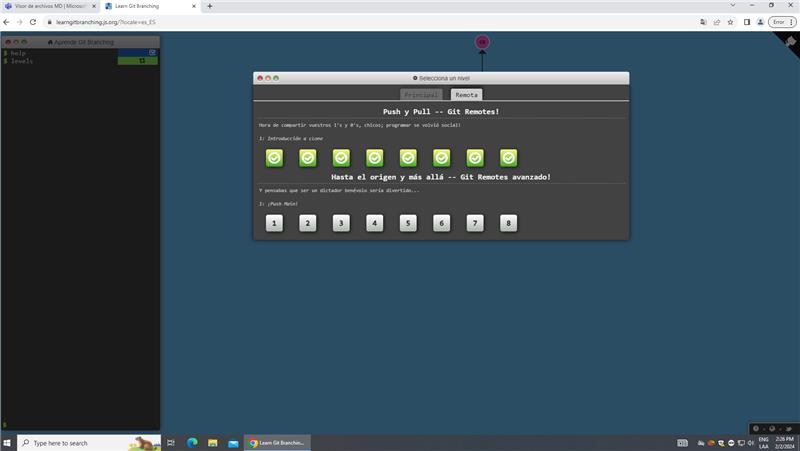 Visor de archivos MD | Microsof
Learn Git Branching
learngitbranching.js.org/?locale=es_ES
Error
Aprende Git Branching
$ help
$ levels
Selecciona un nivel
Principal
Remota
Push y Pull -- Git Remotes!
Hora de compartir vuestros 1's y 0's, chicos; programar se volvió social!
1: Introducción a clone
Hasta el origen y más allá -- Git Remotes avanzado!
Y pensabas que ser un dictador benévolo sería divertido...
1: ¡Push Main!
1 2 3 4 5 6 7 8
$
Type here to search
Learn Git Branchin...
ENG
LAA
2:26 PM
2/2/2024